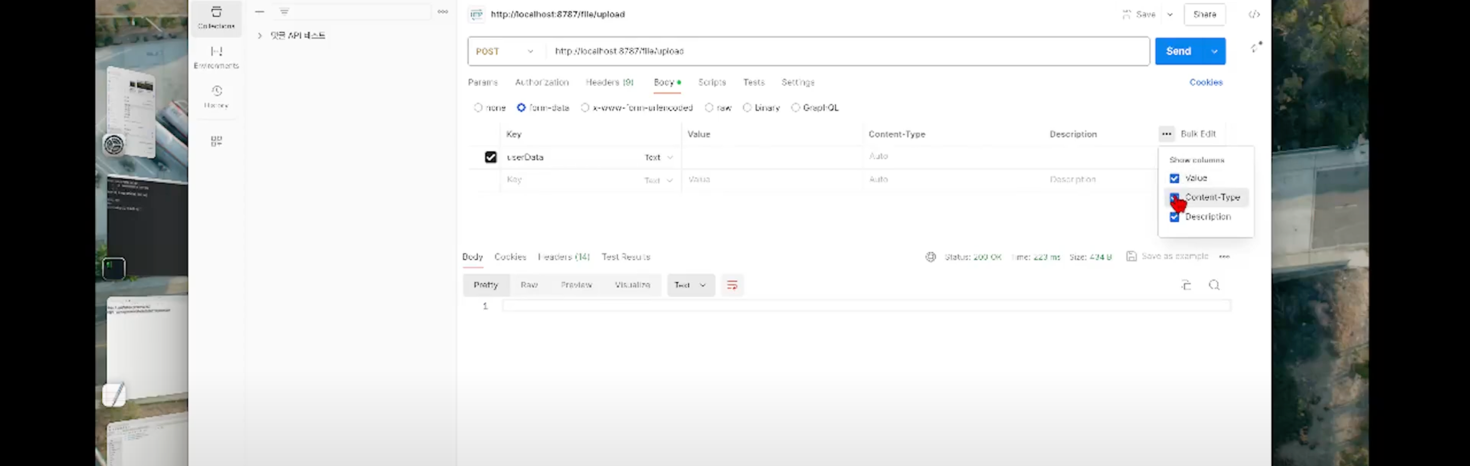 http://localhost:8787/file/upload
Save
Share
Collections
잇콘 API 테스트
POST
http://localhost:8787/file/upload
Send
Environments
Params
Authorization
Headers (9)
Body
Scripts
Tests
Settings
Cookies
History
none
form-data
x-www-form-urlencoded
raw
binary
GraphQL
Key
Value
Content-Type
Description
Bulk Edit
userData
Text
Auto
Show columns
Value
Content-Type
Description
Key
Text
Value
Auto
Description
Body
Cookies
Headers (14)
Test Results
Status: 200 OK
Time: 223 ms
Size: 434 B
Save as example
Pretty
Raw
Preview
Visualize
Text
1